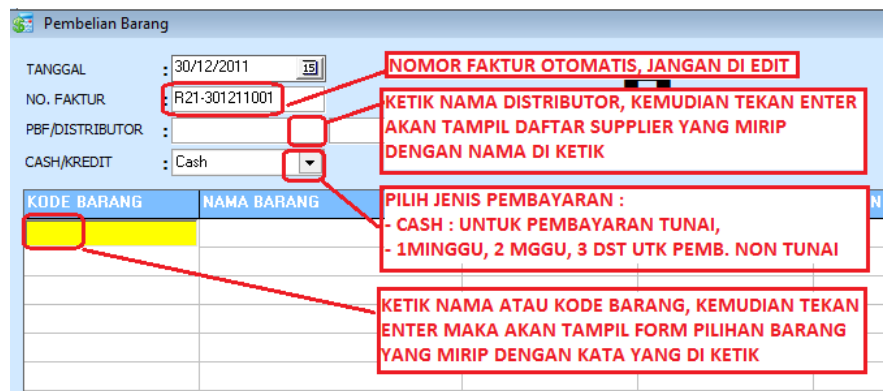 Pembelian Barang
TANGGAL : 30/12/2011 15
NOMOR FAKTUR OTOMATIS, JANGAN DI EDIT
NO. FAKTUR : R21-301211001
KETIK NAMA DISTRIBUTOR, KEMUDIAN TEKAN ENTER
AKAN TAMPIL DAFTAR SUPPLIER YANG MIRIP
DENGAN NAMA DI KETIK
PBF/DISTRIBUTOR :
CASH/KREDIT : Cash
KODE BARANG NAMA BARANG N
PILIH JENIS PEMBAYARAN :
- CASH : UNTUK PEMBAYARAN TUNAI,
- 1MINGGU, 2 MGGU, 3 DST UTK PEMB. NON TUNAI
KETIK NAMA ATAU KODE BARANG, KEMUDIAN TEKAN
ENTER MAKA AKAN TAMPIL FORM PILIHAN BARANG
YANG MIRIP DENGAN KATA YANG DI KETIK